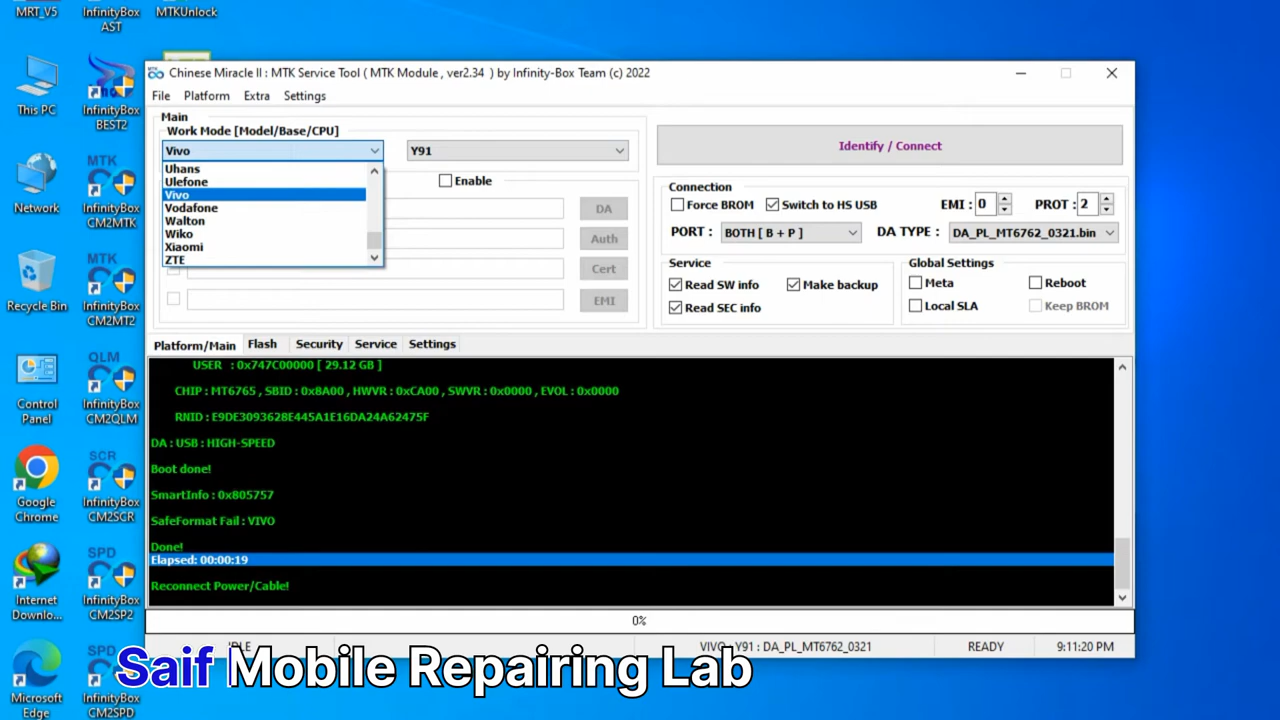 MRT_V5
InfinityBox
AST
MTKUnlock
This PC
InfinityBox
BEST2
Network
MTK
InfinityBox
CM2MTK
Recycle Bin
MTK
InfinityBox
CM2MT2
Control
Panel
QLM
InfinityBox
CM2QLM
Google
Chrome
SCR
InfinityBox
CM2SCR
Internet
Downlo...
SPD
InfinityBox
CM2SP2
Microsoft
Edge
SPD
InfinityBox
CM2SPD
Chinese Miracle II : MTK Service Tool ( MTK Module , ver2.34 ) by Infinity-Box Team (c) 2022
File Platform Extra Settings
Main
Work Mode [Model/Base/CPU]
Vivo
Y91
Uhans
Ulefone
Vivo
Vodafone
Walton
Wiko
Xiaomi
ZTE
Enable
DA
Auth
Cert
EMI
Identify / Connect
Connection
Force BROM Switch to HS USB EMI : 0 PROT : 2
PORT : BOTH [ B + P ] DA TYPE : DA_PL_MT6762_0321.bin
Service
Read SW info Make backup
Read SEC info
Global Settings
Meta Reboot
Local SLA Keep BROM
Platform/Main Flash Security Service Settings
USER : 0x747C00000 [ 29.12 GB ]
CHIP : MT6765 , SBID : 0x8A00 , HWVR : 0xCA00 , SWVR : 0x0000 , EVOL : 0x0000
RNID : E9DE3093628E445A1E16DA24A62475F
DA : USB : HIGH-SPEED
Boot done!
SmartInfo : 0x805757
SafeFormat Fail : VIVO
Done!
Elapsed: 00:00:19
Reconnect Power/Cable!
0%
VIVO : Y91 : DA_PL_MT6762_0321 READY 9:11:20 PM
Saif Mobile Repairing Lab